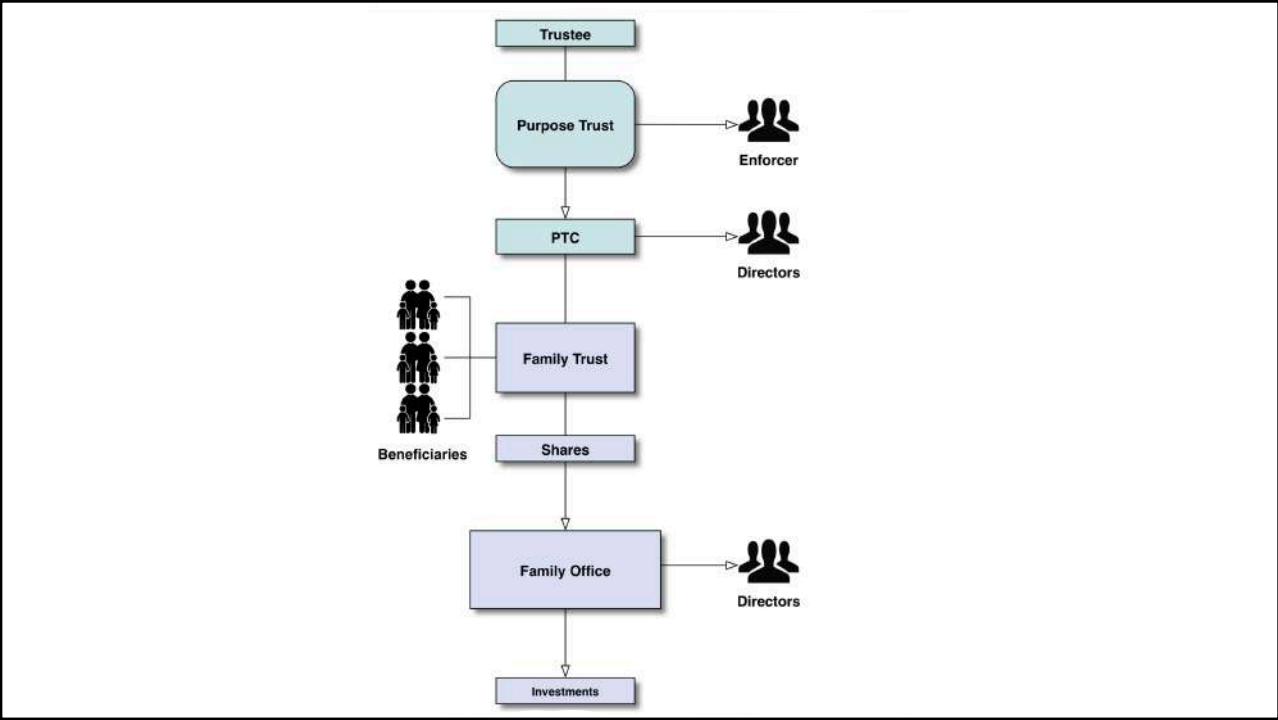 Trustee
Purpose Trust
Enforcer
PTC
Directors
Family Trust
Beneficiaries
Shares
Family Office
Directors
Investments